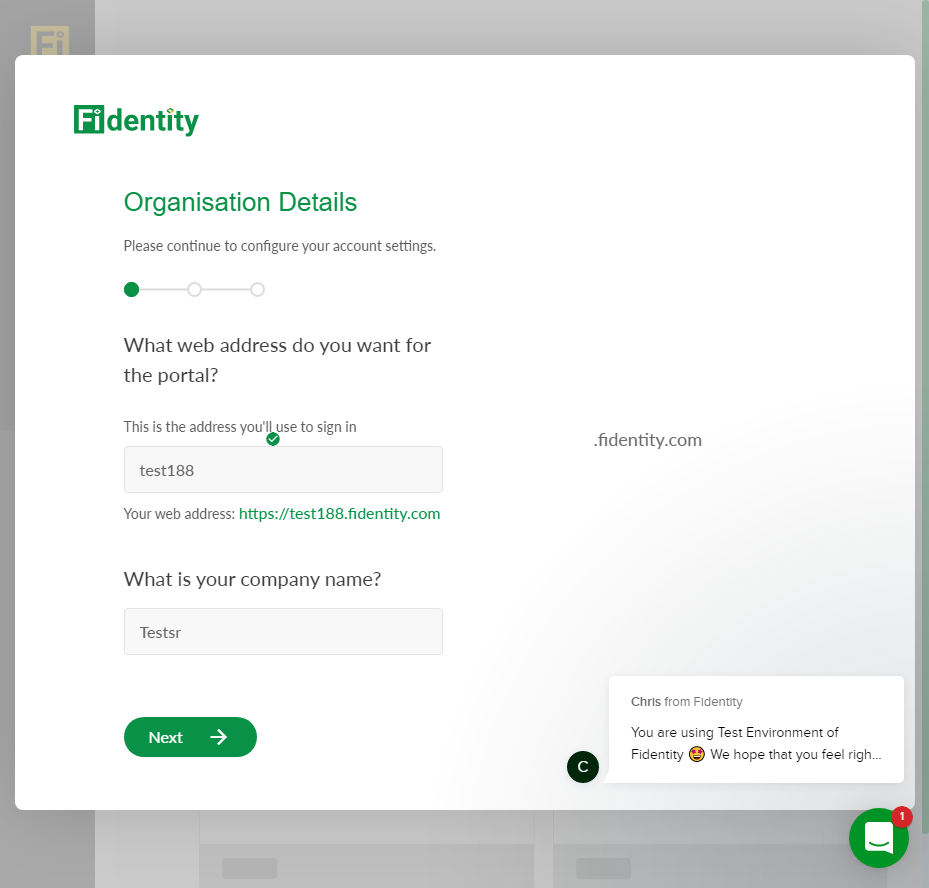 Fi
Fidentity
Organisation Details
Please continue to configure your account settings.
What web address do you want for
the portal?
This is the address you'll use to sign in
.fidentity.com
test188
Your web address: https://test188.fidentity.com
What is your company name?
Testsr
Next
Chris from Fidentity
You are using Test Environment of
Fidentity 🤩 We hope that you feel righ...
C
1